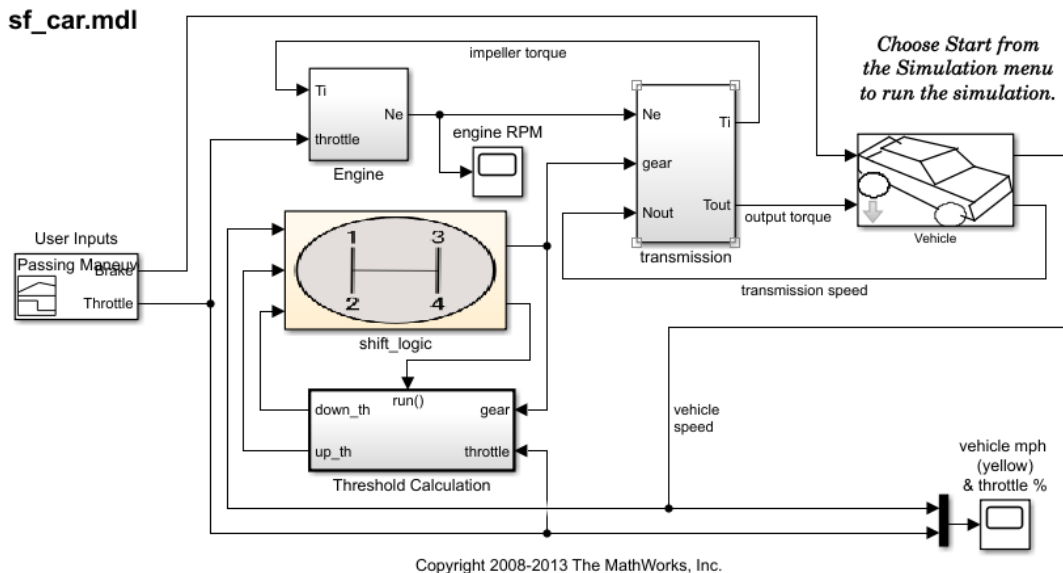 sf_car.mdl
impeller torque
Choose Start from
the Simulation menu
to run the simulation.
Ti
throttle
Ne
Engine
engine RPM
Ne
gear
Nout
Ti
Tout
transmission
output torque
Vehicle
transmission speed
User Inputs
Passing Maneuv
Brake
Throttle
1
3
2
4
shift_logic
run()
down_th
up_th
gear
throttle
Threshold Calculation
vehicle
speed
vehicle mph
(yellow)
& throttle %
Copyright 2008-2013 The MathWorks, Inc.